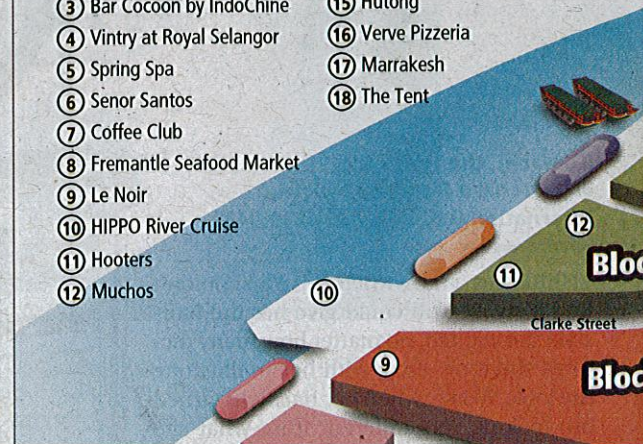 3 Bar Cocoon by IndoChine
4 Vintry at Royal Selangor
5 Spring Spa
6 Senor Santos
7 Coffee Club
8 Fremantle Seafood Market
9 Le Noir
10 HIPPO River Cruise
11 Hooters
12 Muchos
15 Hutong
16 Verve Pizzeria
17 Marrakesh
18 The Tent
12
11
10
Clarke Street
9